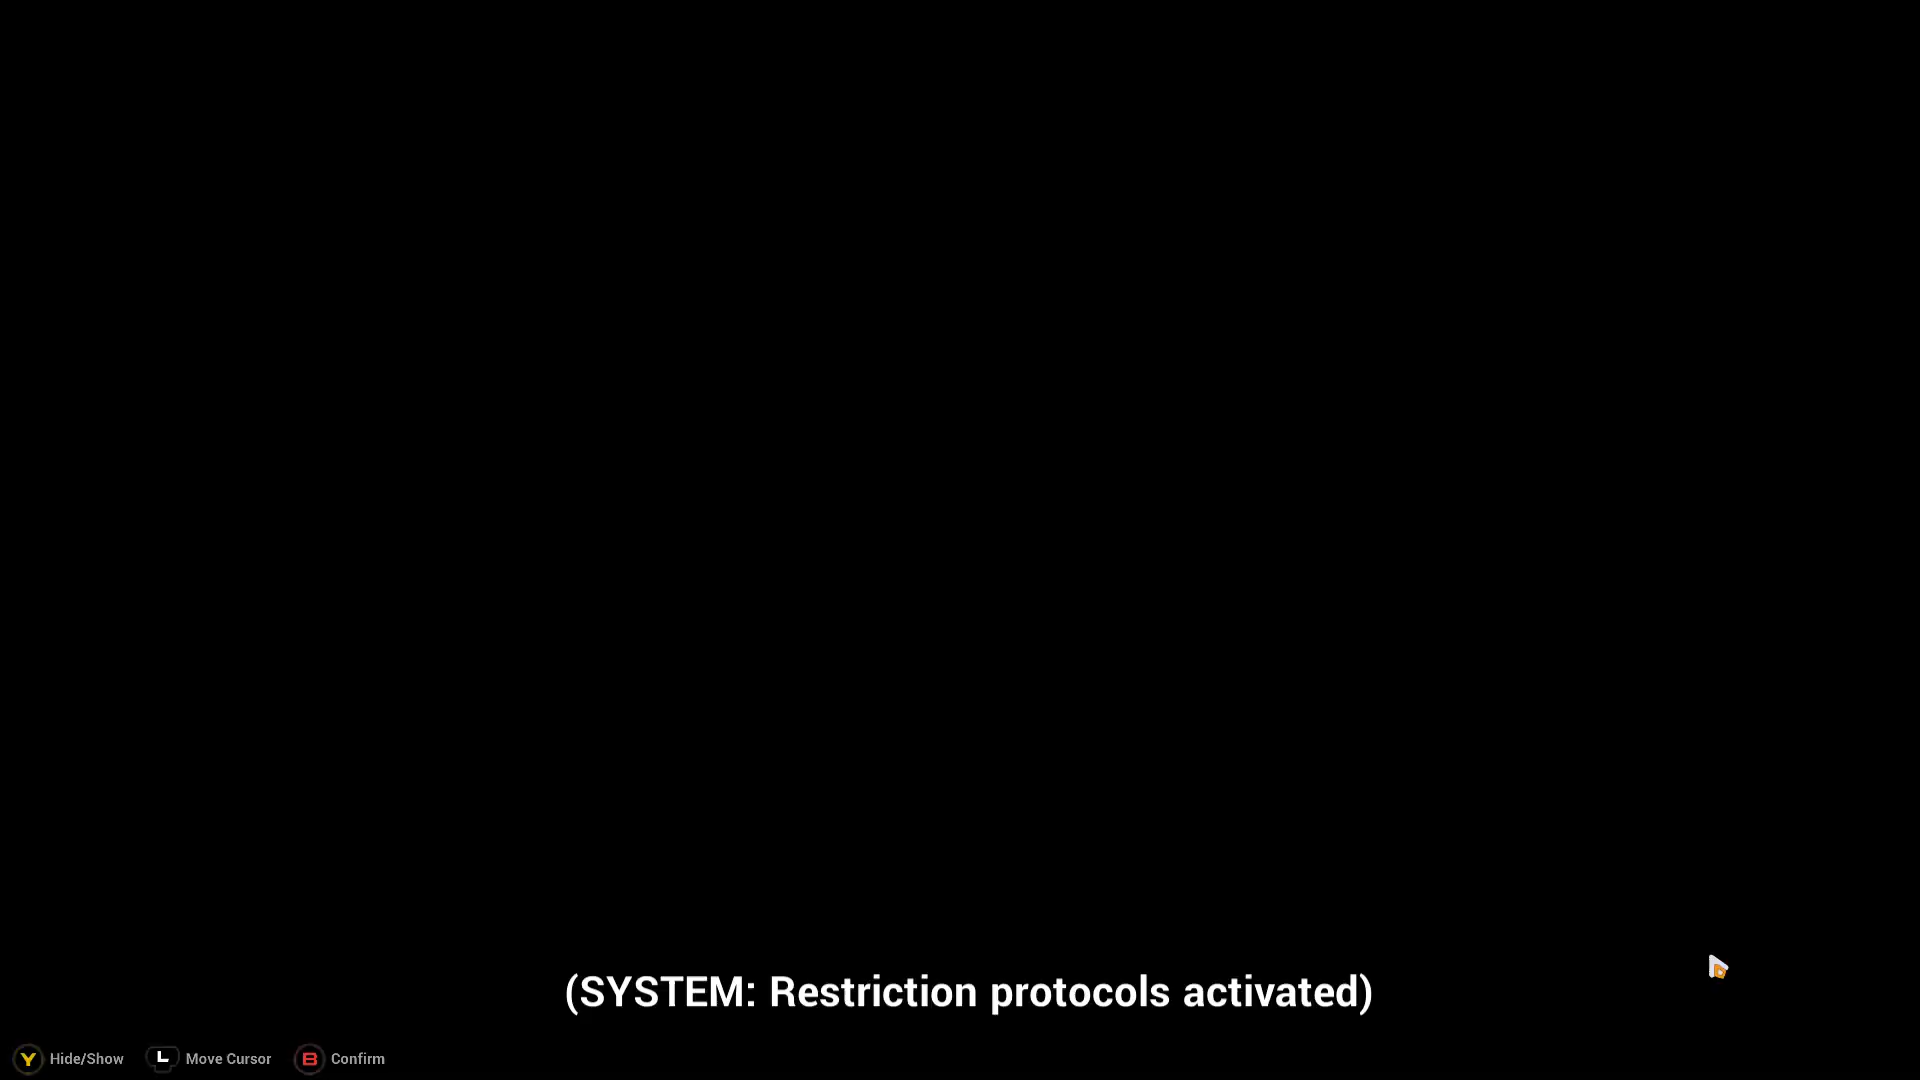 (SYSTEM: Restriction protocols activated)
Y Hide/Show L Move Cursor B Confirm